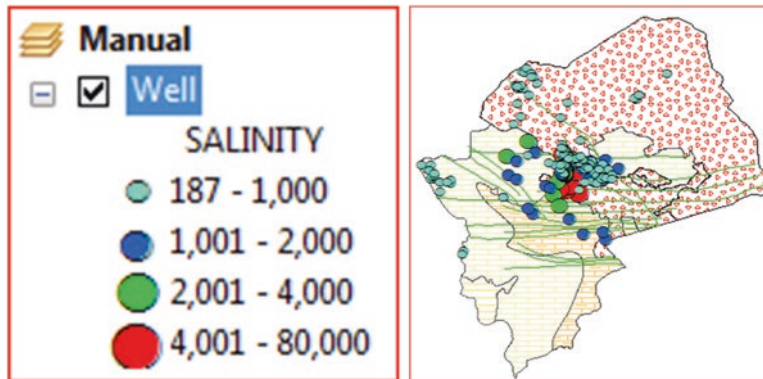 Manual
Well
SALINITY
187 - 1,000
1,001 - 2,000
2,001 - 4,000
4,001 - 80,000